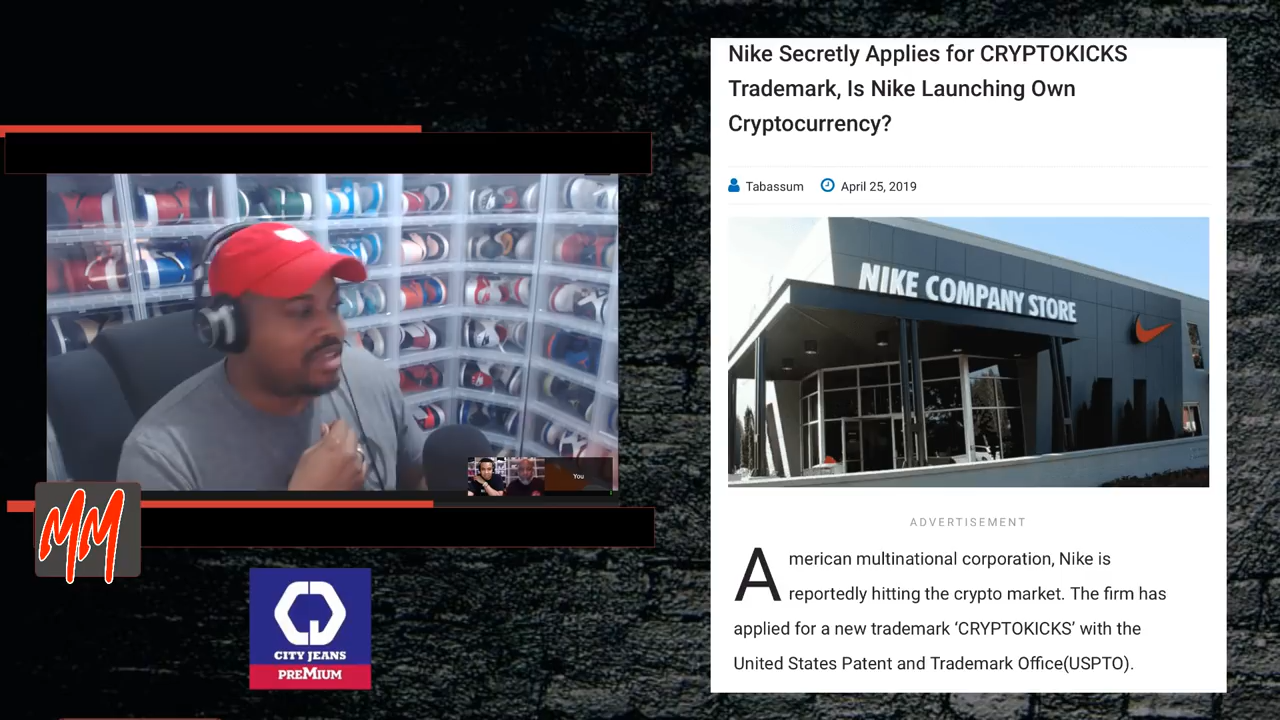 Nike Secretly Applies for CRYPTOKICKS
Trademark, Is Nike Launching Own
Cryptocurrency?
Tabassum April 25, 2019
NIKE COMPANY STORE
ADVERTISEMENT
American multinational corporation, Nike is
reportedly hitting the crypto market. The firm has
applied for a new trademark ‘CRYPTOKICKS’ with the
United States Patent and Trademark Office(USPTO).
You
MM
CITY JEANS
PREMIUM